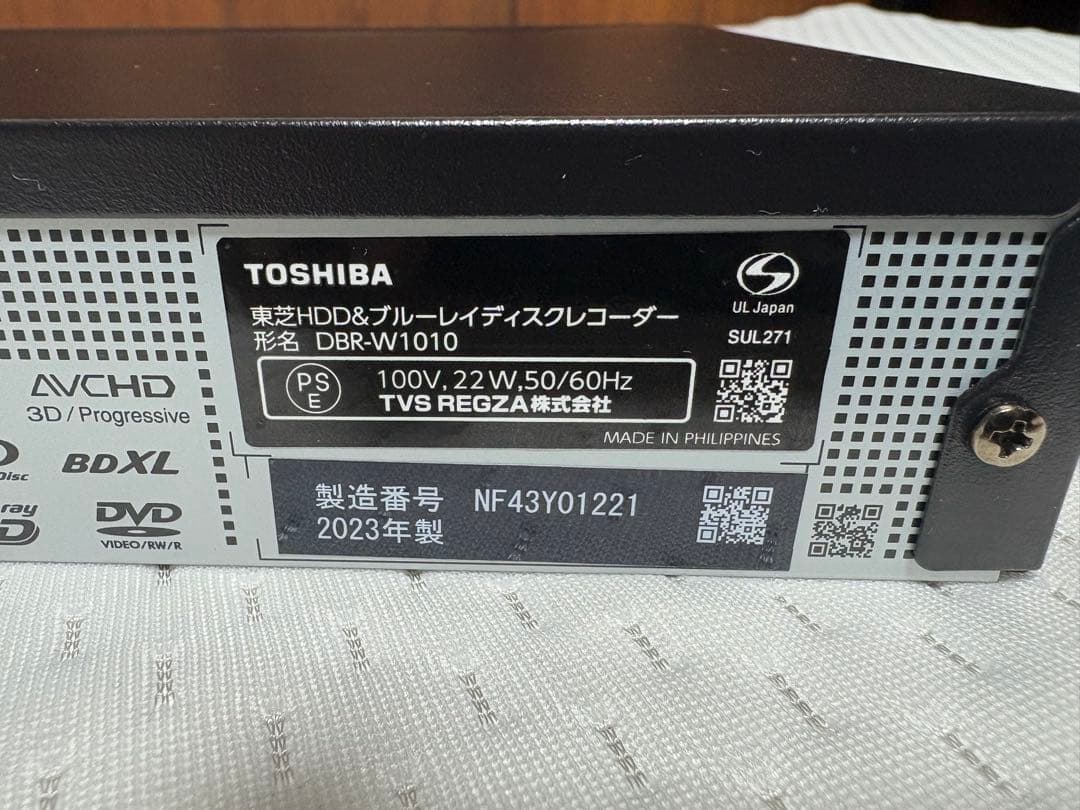 TOSHIBA
東芝HDD&ブルーレイディスクレコーダー
形名 DBR-W1010
PSE
100V, 22W, 50/60Hz
TVS REGZA株式会社
MADE IN PHILIPPINES
UL Japan
SUL271
AVCHD
3D/Progressive
Disc
BDXL
ray
D
DVD
VIDEO/RW/R
製造番号 NF43Y01221
2023年製